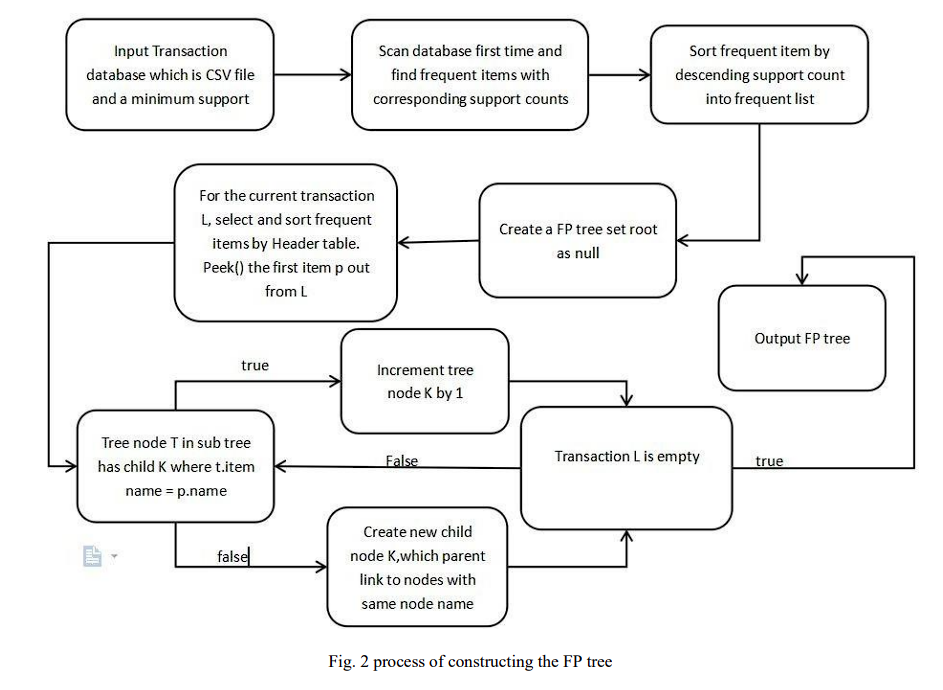 Input Transaction
database which is CSV file
and a minimum support
Scan database first time and
find frequent items with
corresponding support counts
Sort frequent item by
descending support count
into frequent list
For the current transaction
L, select and sort frequent
items by Header table.
Peek() the first item p out
from L
Create a FP tree set root
as null
Output FP tree
true
Increment tree
node K by 1
Tree node T in sub tree
has child K where t.item
name = p.name
False
Transaction L is empty
true
false
Create new child
node K,which parent
link to nodes with
same node name
Fig. 2 process of constructing the FP tree